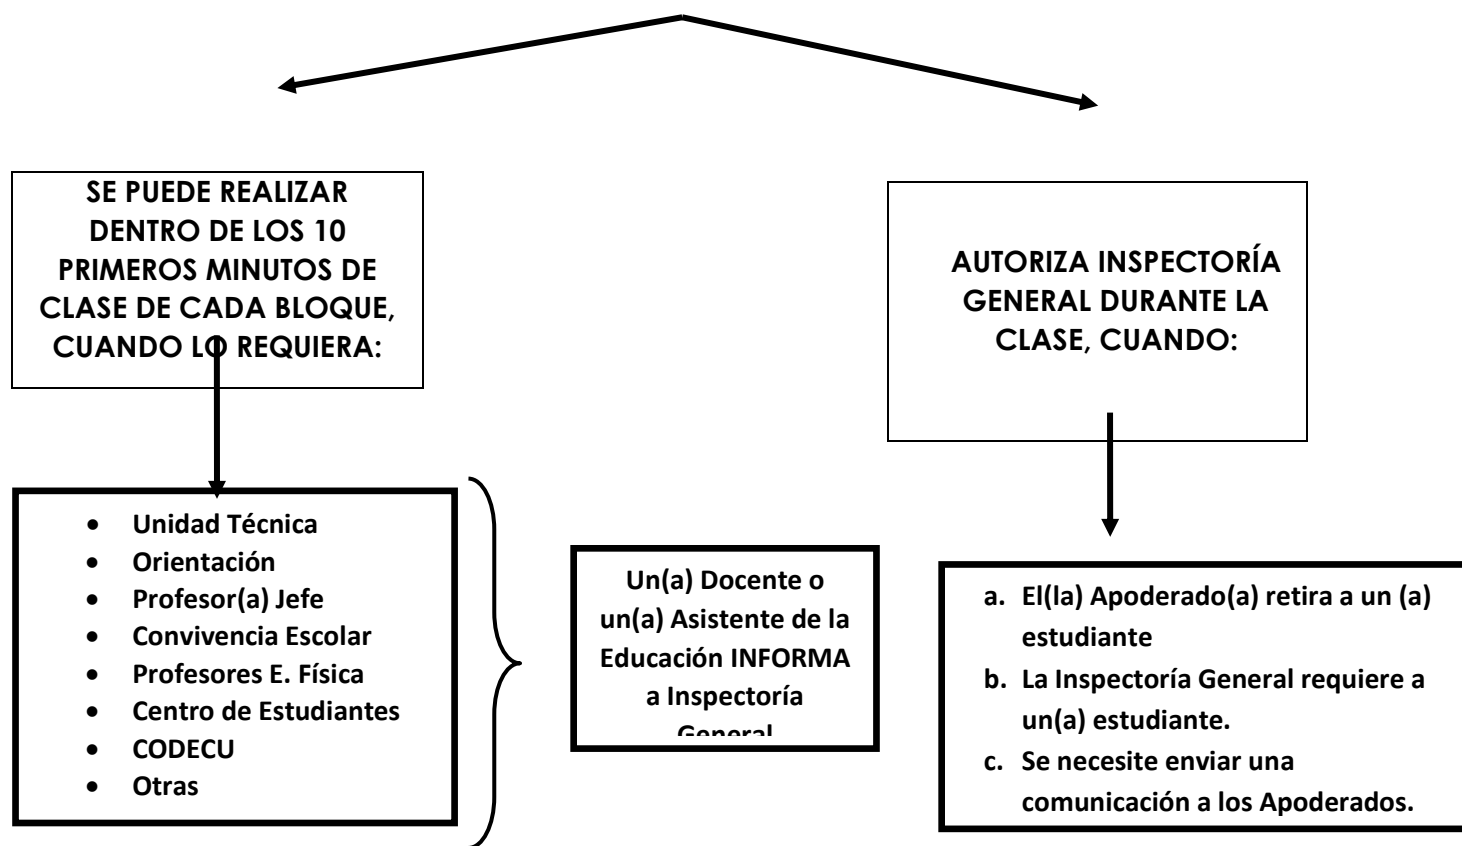 SE PUEDE REALIZAR
DENTRO DE LOS 10
PRIMEROS MINUTOS DE
CLASE DE CADA BLOQUE,
CUANDO LO REQUIERA:
AUTORIZA INSPECTORÍA
GENERAL DURANTE LA
CLASE, CUANDO:
• Unidad Técnica
• Orientación
• Profesor(a) Jefe
• Convivencia Escolar
• Profesores E. Física
• Centro de Estudiantes
• CODECU
• Otras
Un(a) Docente o
un(a) Asistente de la
Educación INFORMA
a Inspectoría
General
a. El(la) Apoderado(a) retira a un (a)
estudiante
b. La Inspectoría General requiere a
un(a) estudiante.
c. Se necesite enviar una
comunicación a los Apoderados.